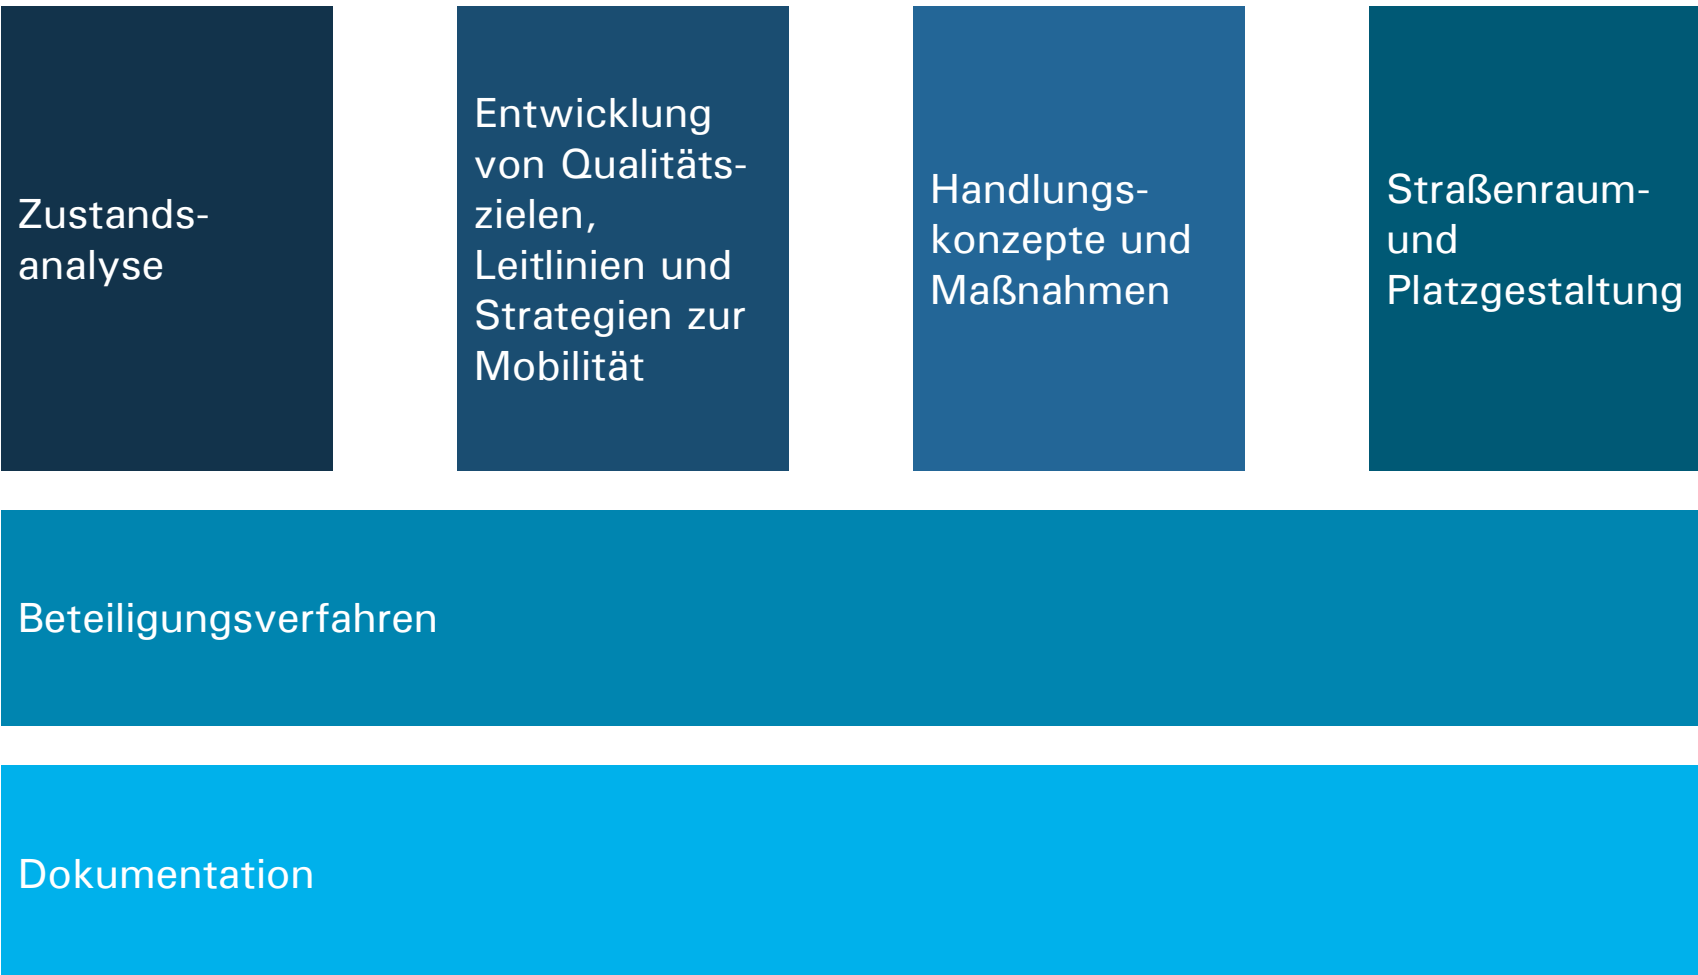 Zustands-
analyse
Entwicklung
von Qualitäts-
zielen,
Leitlinien und
Strategien zur
Mobilität
Handlungs-
konzepte und
Maßnahmen
Straßenraum-
und
Platzgestaltung
Beteiligungsverfahren
Dokumentation